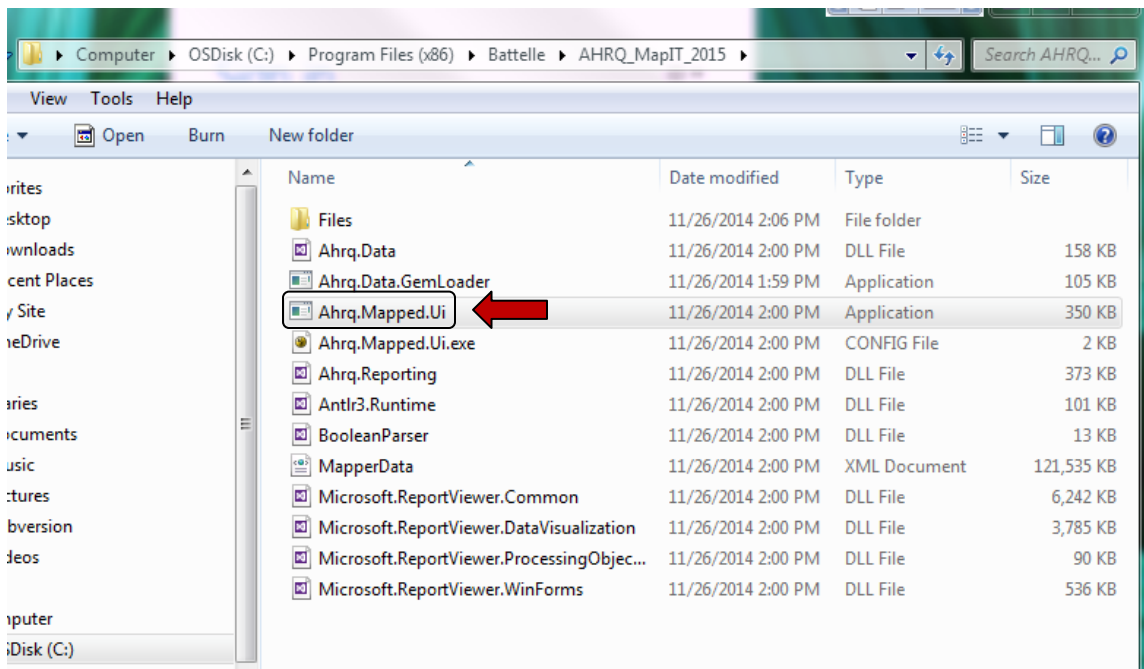 Computer ▸ OSDisk (C:) ▸ Program Files (x86) ▸ Battelle ▸ AHRQ_MapIT_2015 ▸ Search AHRQ...
View Tools Help
Open Burn New folder
Name Date modified Type Size
orites
esktop
ownloads
cent Places
y Site
neDrive
aries
ocuments
usic
ctures
bversion
deos
nputer
SDisk (C:)
Files 11/26/2014 2:06 PM File folder
Ahrq.Data 11/26/2014 2:00 PM DLL File 158 KB
Ahrq.Data.GemLoader 11/26/2014 1:59 PM Application 105 KB
Ahrq.Mapped.Ui 11/26/2014 2:00 PM Application 350 KB
Ahrq.Mapped.Ui.exe 11/26/2014 2:00 PM CONFIG File 2 KB
Ahrq.Reporting 11/26/2014 2:00 PM DLL File 373 KB
Antlr3.Runtime 11/26/2014 2:00 PM DLL File 101 KB
BooleanParser 11/26/2014 2:00 PM DLL File 13 KB
MapperData 11/26/2014 2:00 PM XML Document 121,535 KB
Microsoft.ReportViewer.Common 11/26/2014 2:00 PM DLL File 6,242 KB
Microsoft.ReportViewer.DataVisualization 11/26/2014 2:00 PM DLL File 3,785 KB
Microsoft.ReportViewer.ProcessingObjec... 11/26/2014 2:00 PM DLL File 90 KB
Microsoft.ReportViewer.WinForms 11/26/2014 2:00 PM DLL File 536 KB